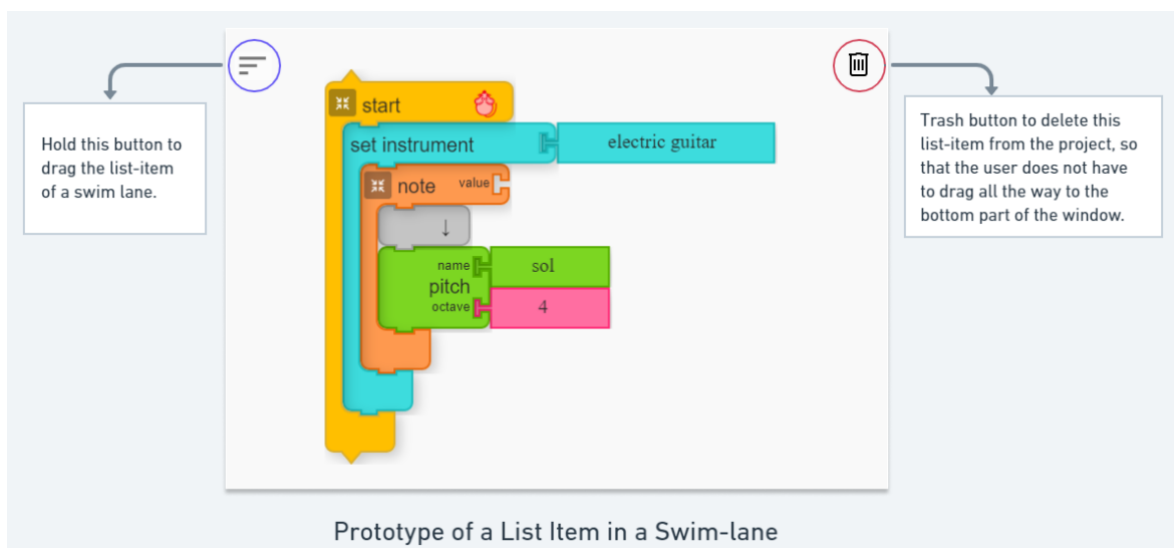 Hold this button to
drag the list-item
of a swim lane.
start
set instrument
electric guitar
note
value
name
sol
pitch
octave
4
Trash button to delete this
list-item from the project, so
that the user does not have
to drag all the way to the
bottom part of the window.
Prototype of a List Item in a Swim-lane